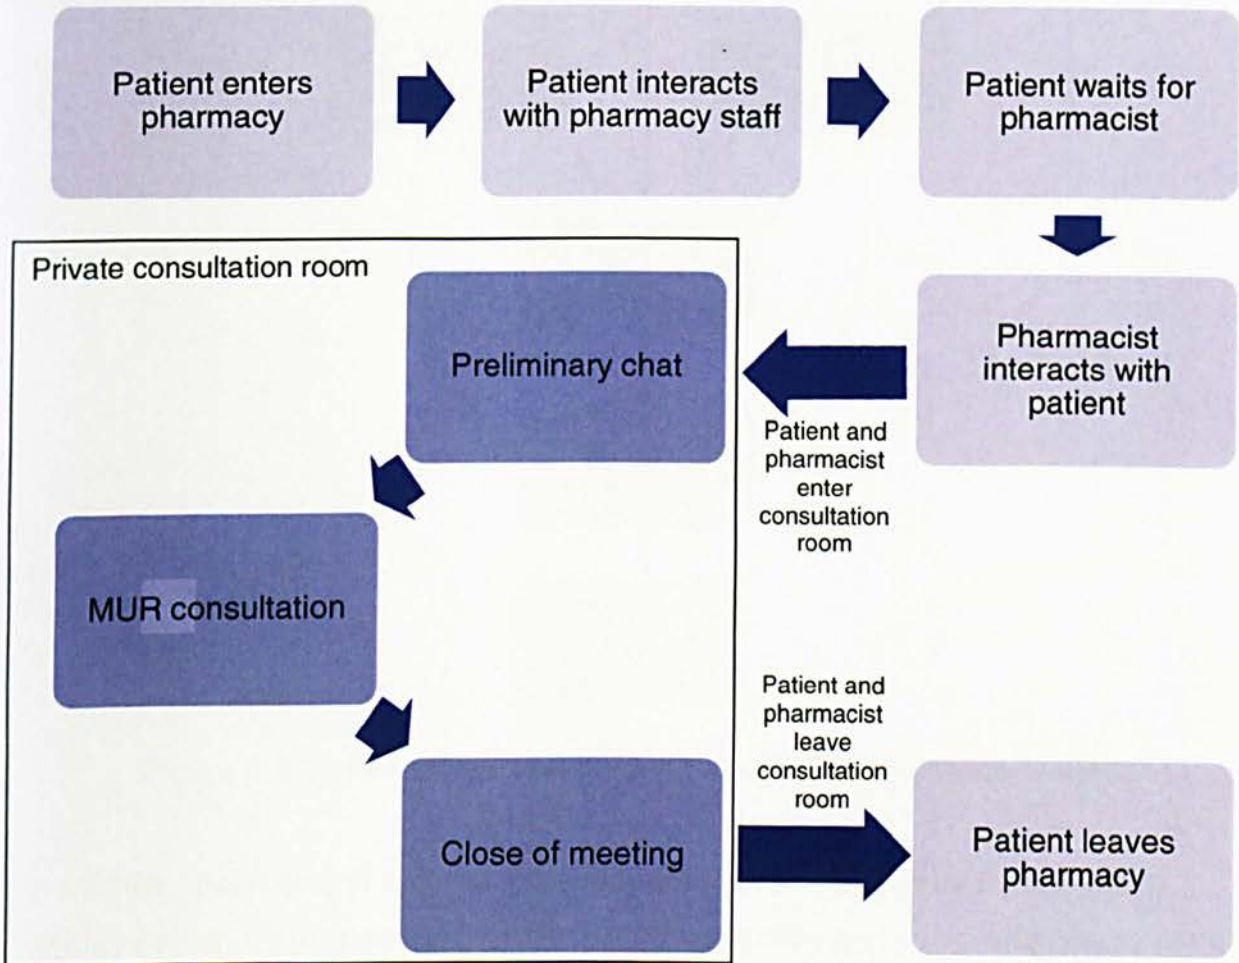 Patient enters
pharmacy
Patient interacts
with pharmacy staff
Patient waits for
pharmacist
Pharmacist
interacts with
patient
Patient and
pharmacist
enter
consultation
room
Private consultation room
Preliminary chat
MUR consultation
Close of meeting
Patient and
pharmacist
leave
consultation
room
Patient leaves
pharmacy